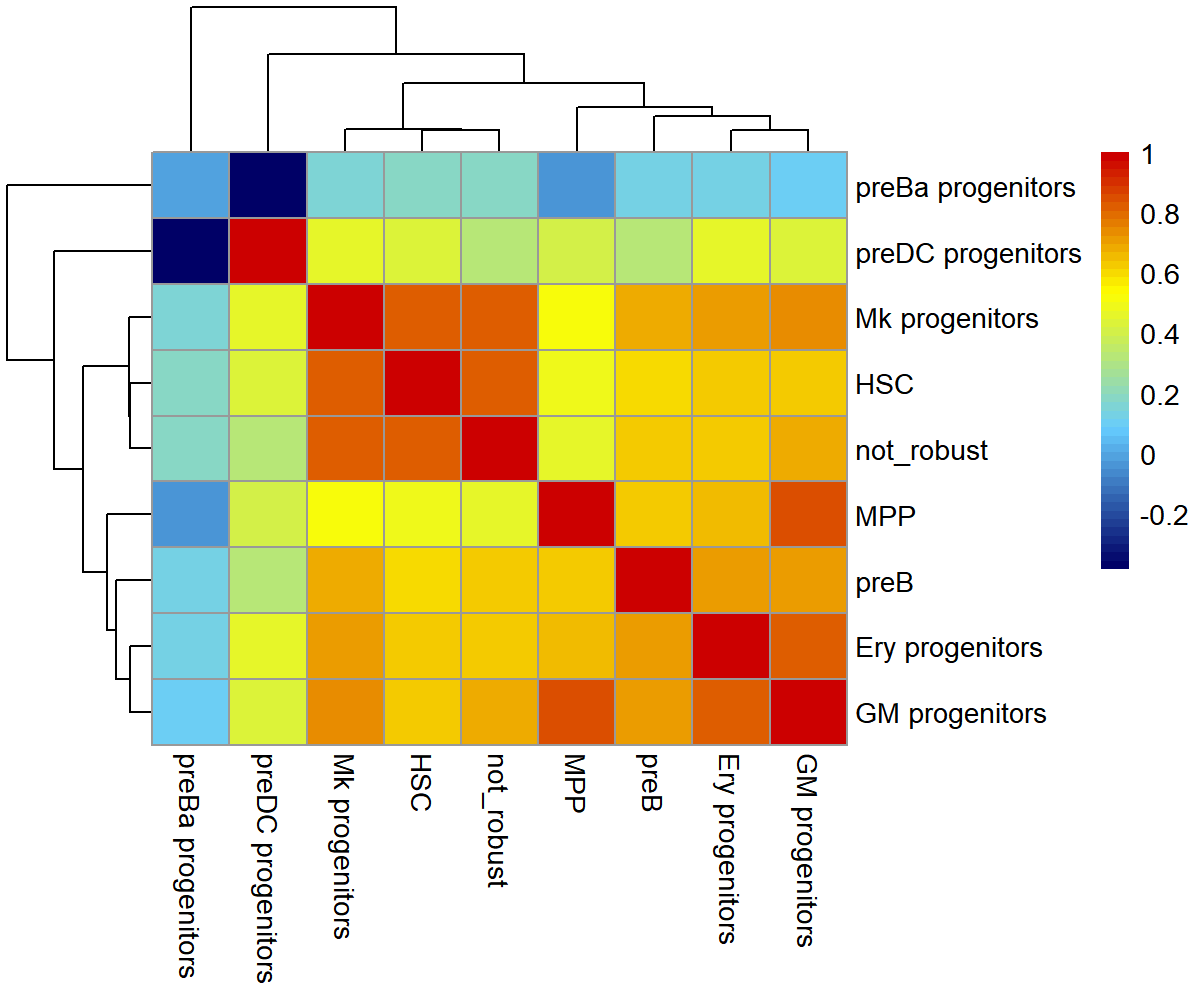 preBa progenitors
preDC progenitors
Mk progenitors
HSC
not_robust
MPP
preB
Ery progenitors
GM progenitors
1
0.8
0.6
0.4
0.2
0
-0.2
preBa progenitors
preDC progenitors
Mk progenitors
HSC
not_robust
MPP
preB
Ery progenitors
GM progenitors